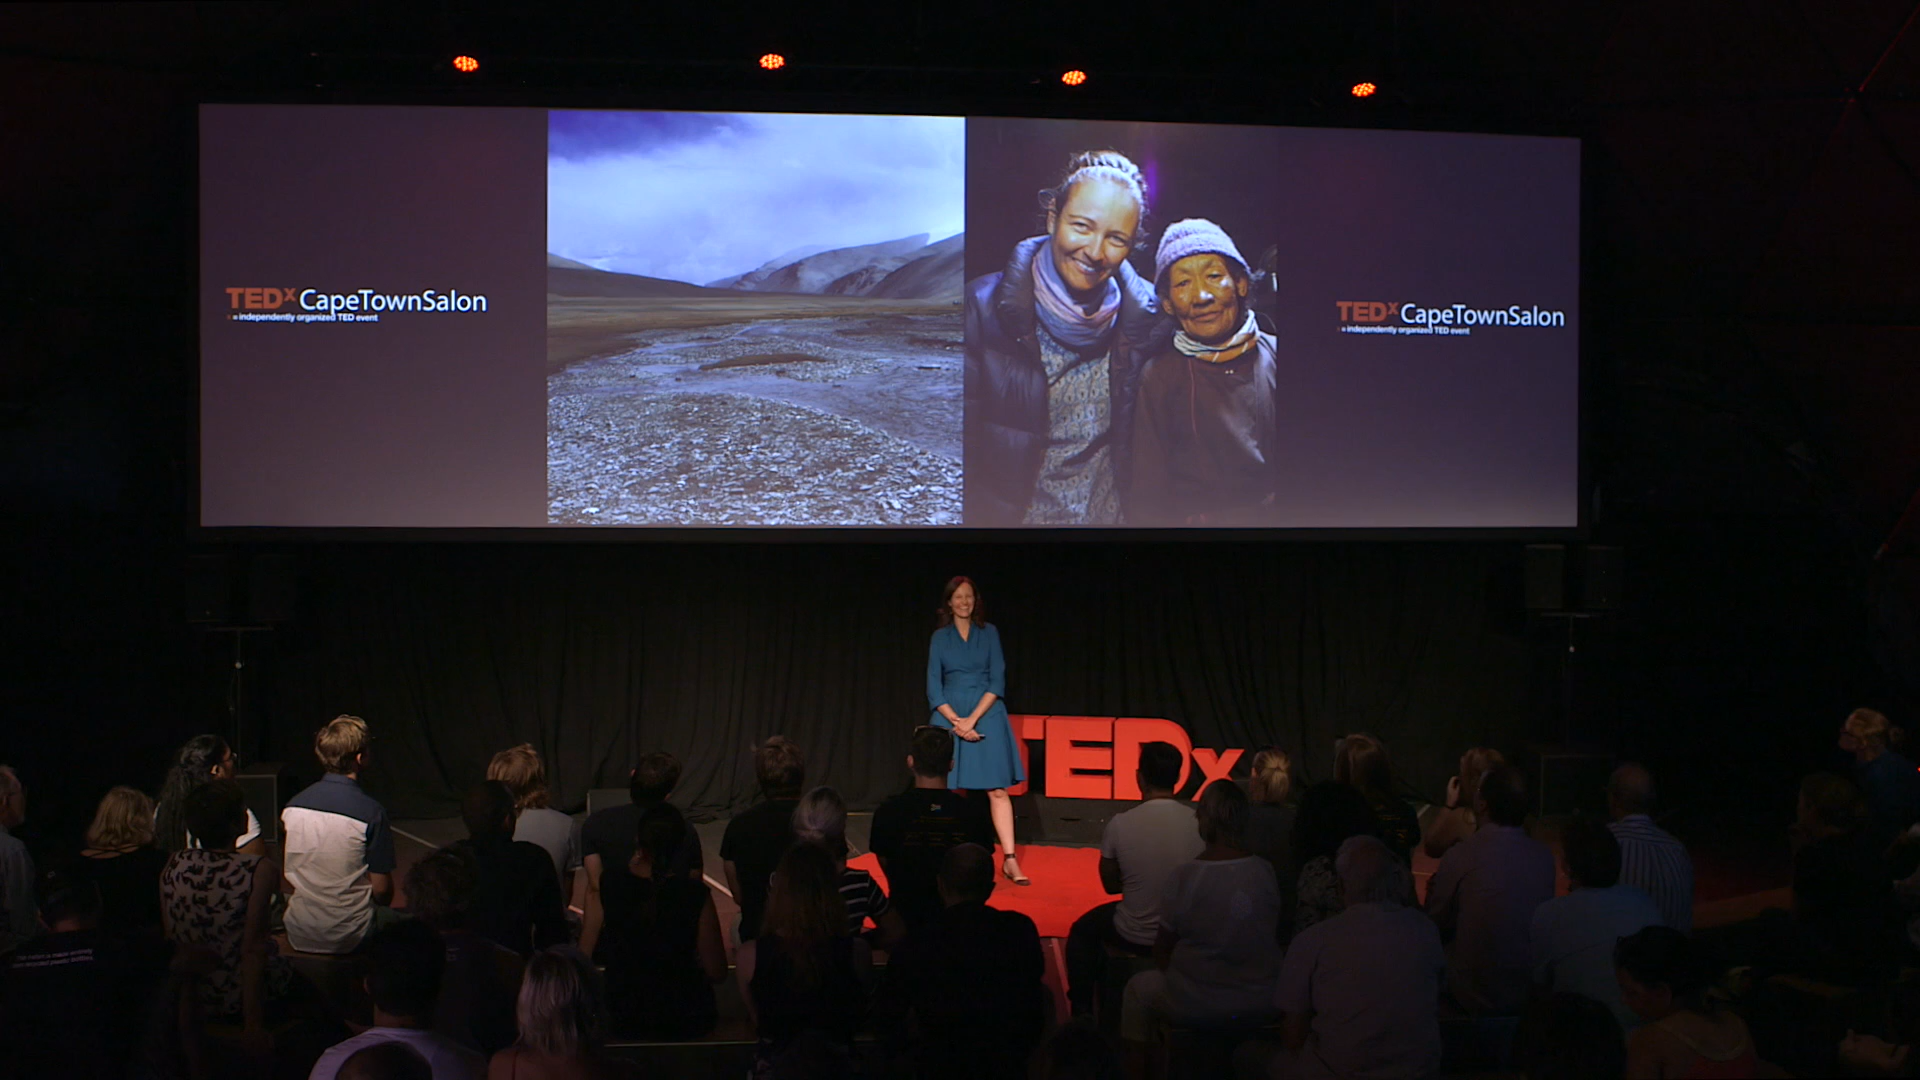 TEDx CapeTownSalon
x = independently organized TED event
TEDx CapeTownSalon
x = independently organized TED event
TEDx